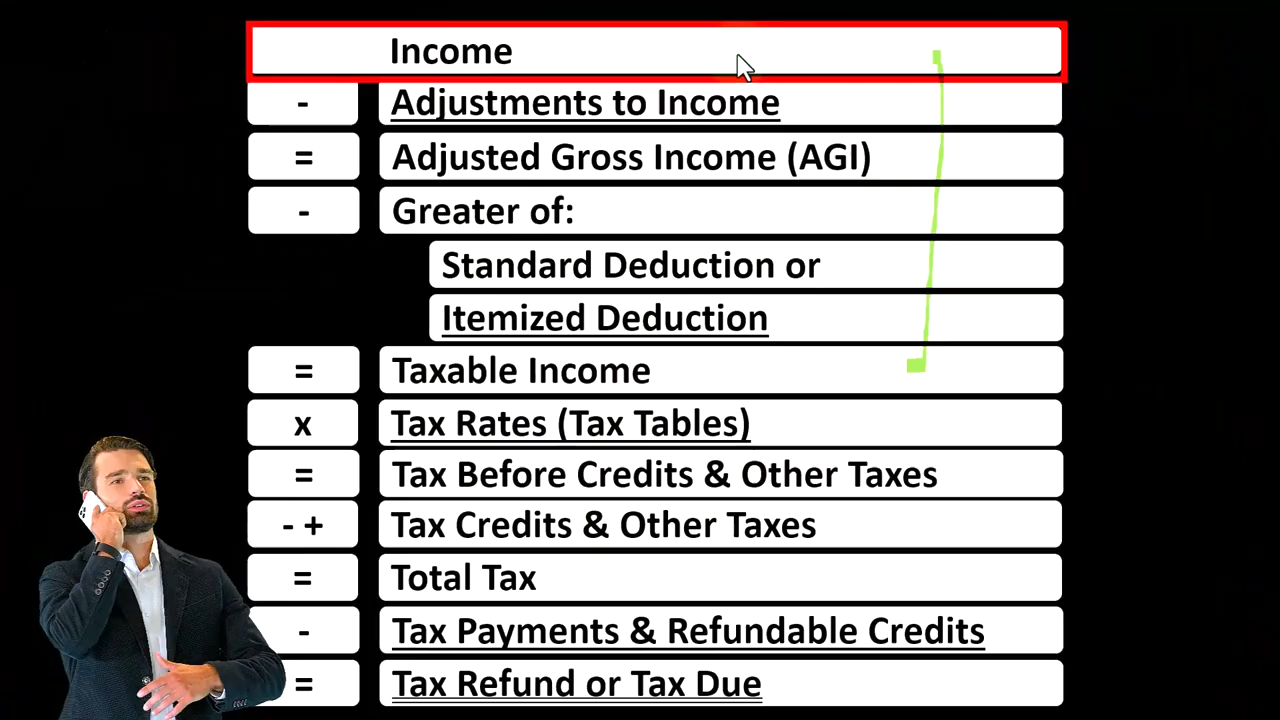 Income
- Adjustments to Income
= Adjusted Gross Income (AGI)
- Greater of:
Standard Deduction or
Itemized Deduction
= Taxable Income
x Tax Rates (Tax Tables)
= Tax Before Credits & Other Taxes
- + Tax Credits & Other Taxes
= Total Tax
- Tax Payments & Refundable Credits
= Tax Refund or Tax Due